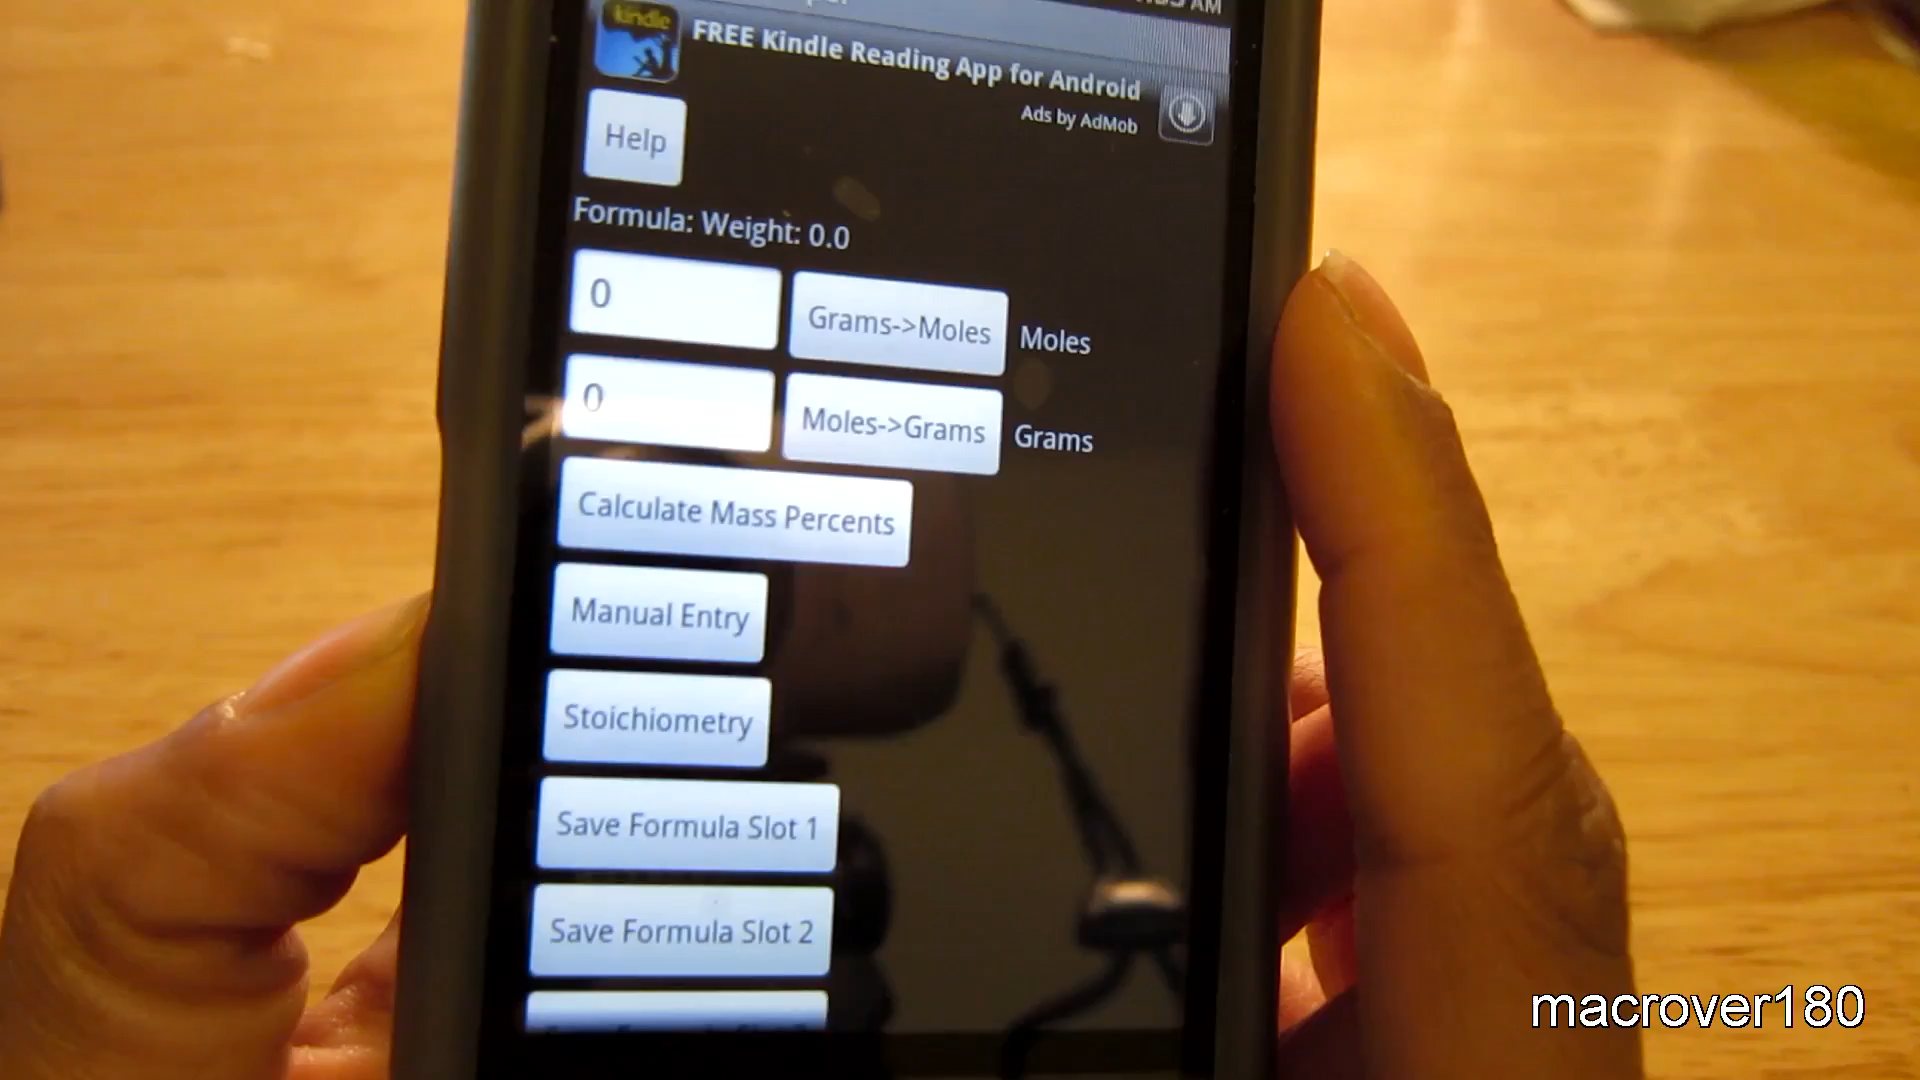 AM
kindle
FREE Kindle Reading App for Android
Ads by AdMob
Help
Formula: Weight: 0.0
0 Grams->Moles Moles
0 Moles->Grams Grams
Calculate Mass Percents
Manual Entry
Stoichiometry
Save Formula Slot 1
Save Formula Slot 2
macrover180